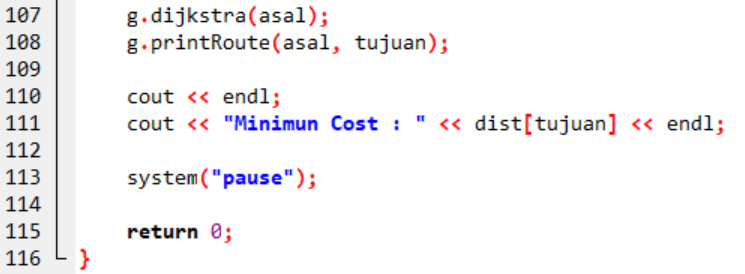 107 g.dijkstra(asal);
108 g.printRoute(asal, tujuan);
109
110 cout << endl;
111 cout << "Minimun Cost : " << dist[tujuan] << endl;
112
113 system("pause");
114
115 return 0;
116 }